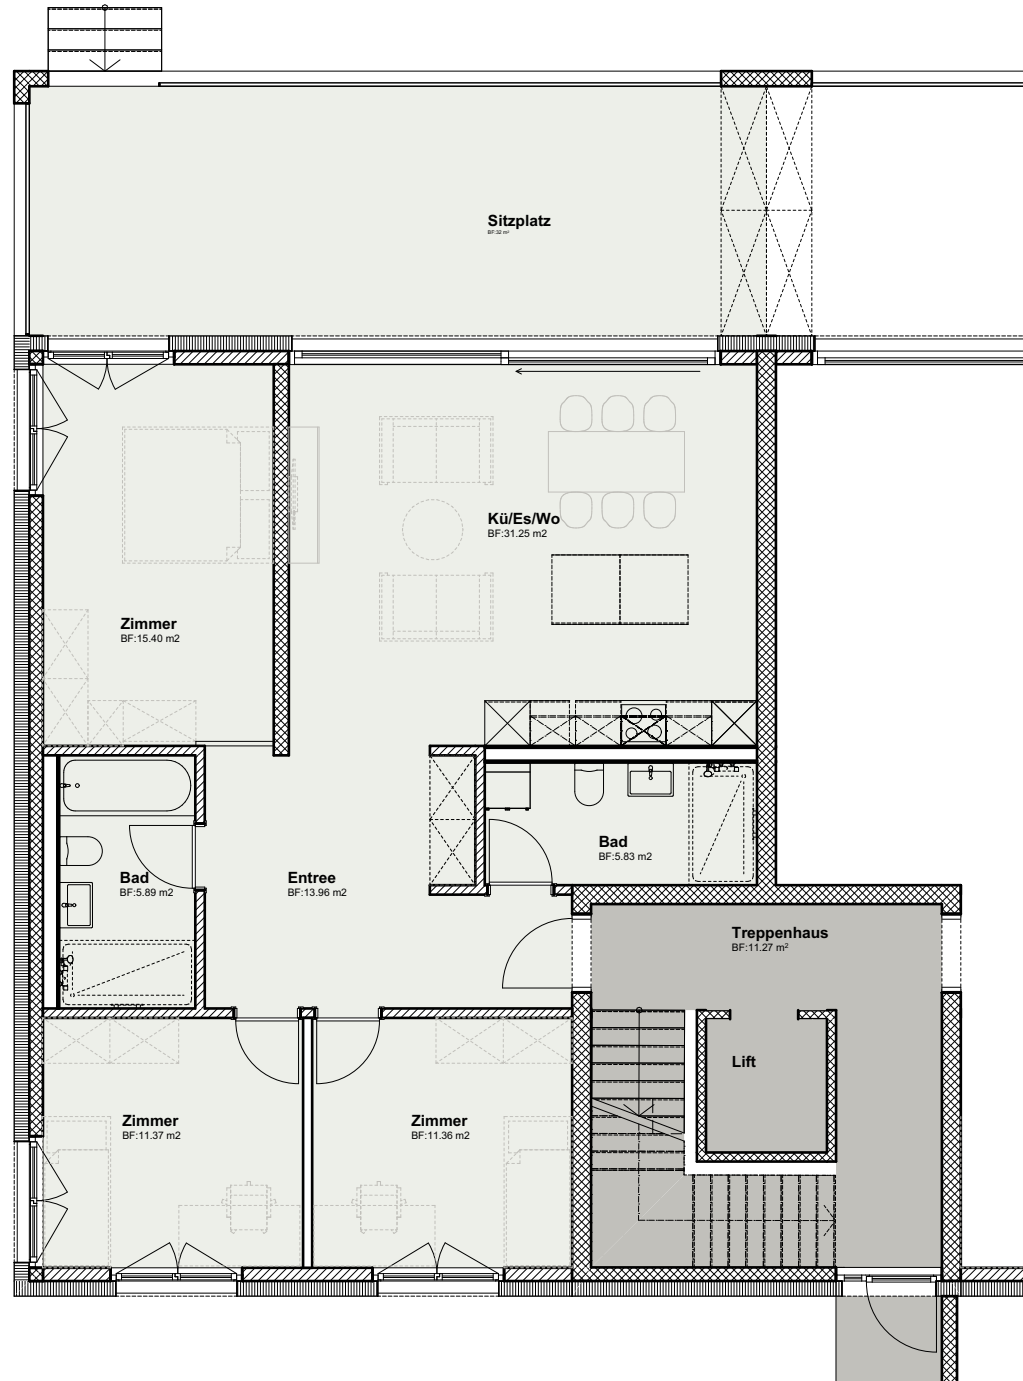 Sitzplatz
BF:32 m²
Kü/Es/Wo
BF:31.25 m2
Zimmer
BF:15.40 m2
Bad
BF:5.83 m2
Bad
BF:5.89 m2
Entree
BF:13.96 m2
Treppenhaus
BF:11.27 m²
Lift
Zimmer
BF:11.37 m2
Zimmer
BF:11.36 m2